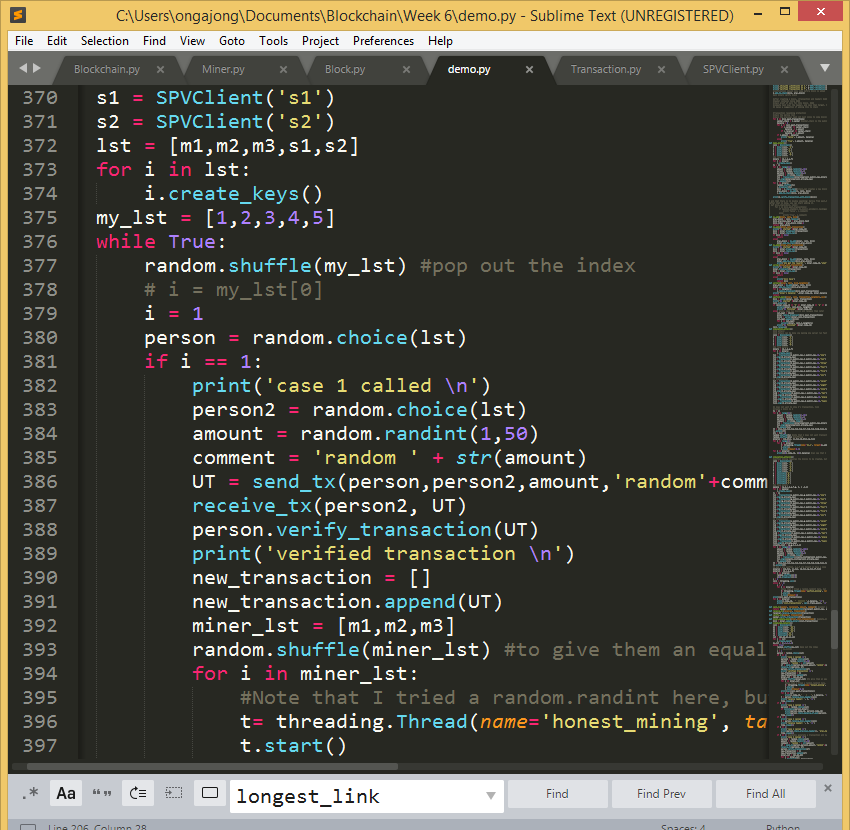 C:\Users\ongajong\Documents\Blockchain\Week 6\demo.py - Sublime Text (UNREGISTERED)
File Edit Selection Find View Goto Tools Project Preferences Help
Blockchain.py × Miner.py × Block.py × demo.py × Transaction.py × SPVClient.py ×
370 s1 = SPVClient('s1')
371 s2 = SPVClient('s2')
372 lst = [m1,m2,m3,s1,s2]
373 for i in lst:
374     i.create_keys()
375 my_lst = [1,2,3,4,5]
376 while True:
377     random.shuffle(my_lst) #pop out the index
378     # i = my_lst[0]
379     i = 1
380     person = random.choice(lst)
381     if i == 1:
382         print('case 1 called \n')
383         person2 = random.choice(lst)
384         amount = random.randint(1,50)
385         comment = 'random ' + str(amount)
386         UT = send_tx(person,person2,amount,'random'+comm
387         receive_tx(person2, UT)
388         person.verify_transaction(UT)
389         print('verified transaction \n')
390         new_transaction = []
391         new_transaction.append(UT)
392         miner_lst = [m1,m2,m3]
393         random.shuffle(miner_lst) #to give them an equal
394         for i in miner_lst:
395             #Note that I tried a random.randint here, bu
396             t= threading.Thread(name='honest_mining', ta
397             t.start()
.* Aa “” longest_link Find Find Prev Find All ×
Line 206, Column 28 Spaces: 4 Python